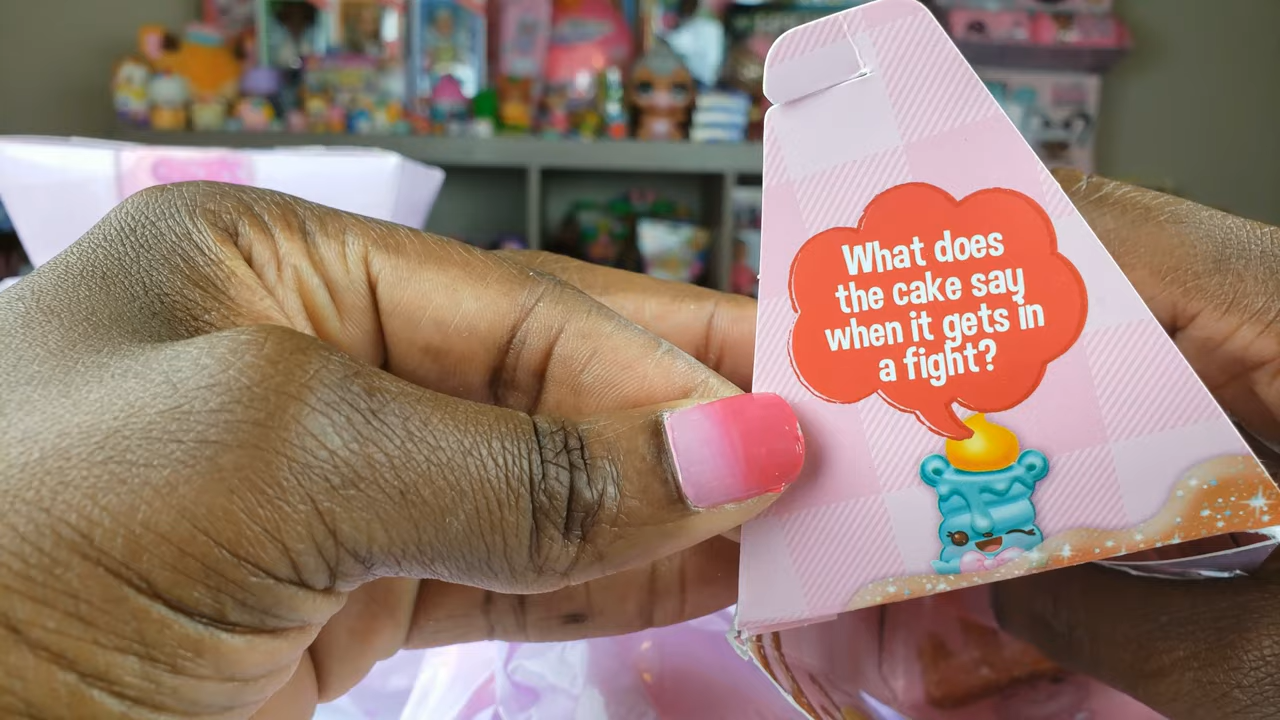 What does
the cake say
when it gets in
a fight?